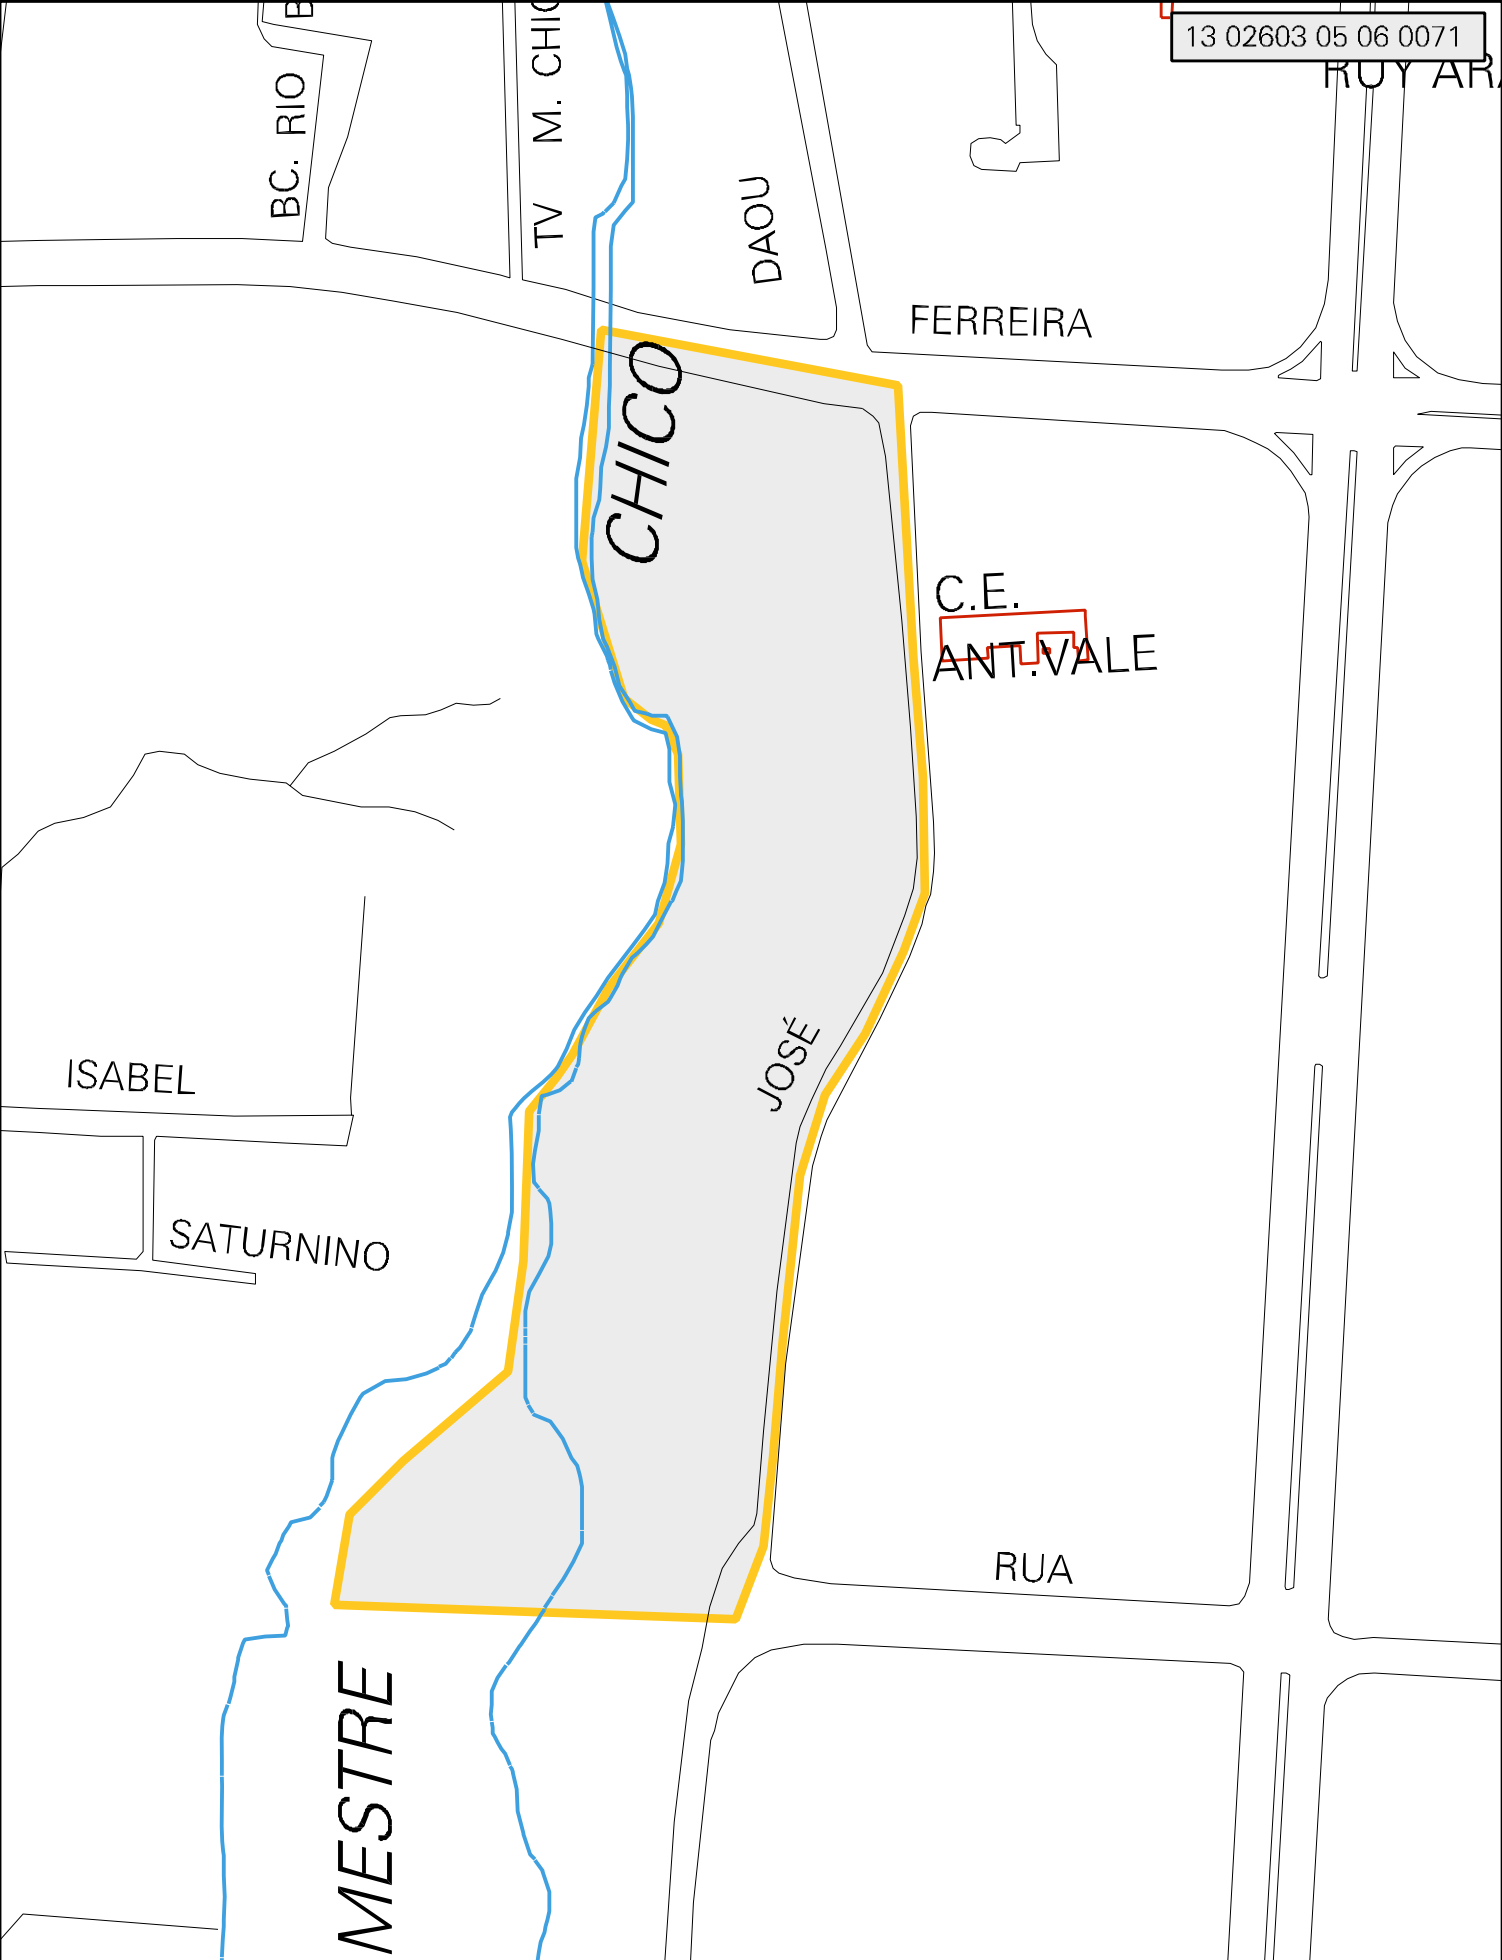 13 02603 05 06 0071
BC. RIO
TV M. CHIC
DAOU
FERREIRA
CHICO
C.E.
ANT.VALE
JOSÉ
ISABEL
SATURNINO
RUA
MESTRE